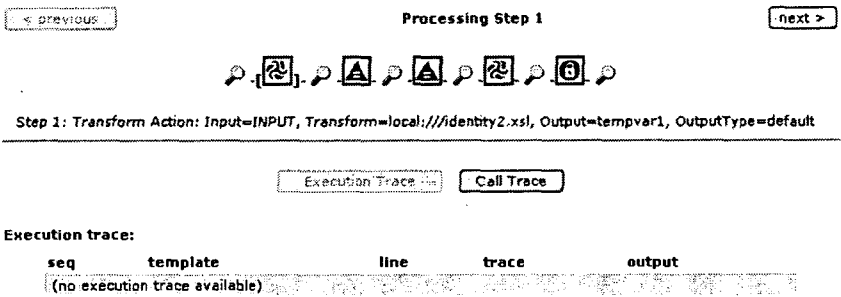 < previous
Processing Step 1
next >
Step 1: Transform Action: Input=INPUT, Transform=local:///identity2.xsl, Output=tempvar1, OutputType=default
Execution Trace
Call Trace
Execution trace:
seq template line trace output
(no execution trace available)